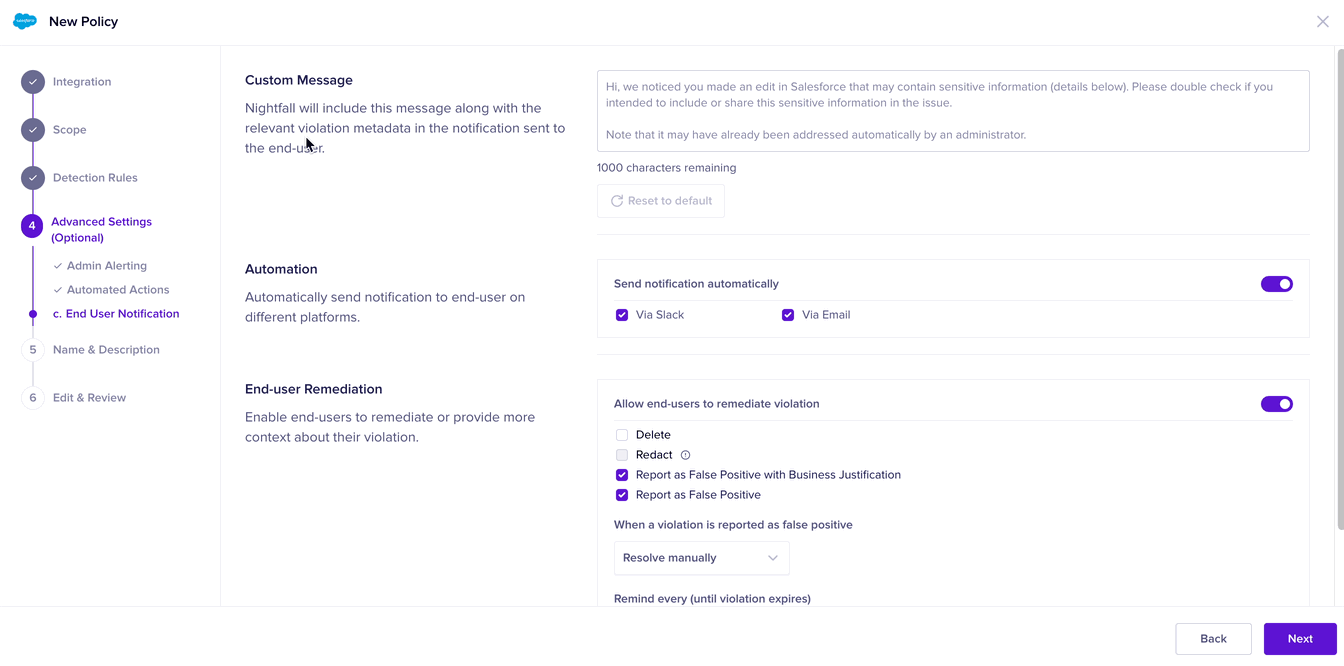 salesforce
New Policy
Integration
Scope
Detection Rules
4
Advanced Settings
(Optional)
Admin Alerting
Automated Actions
c. End User Notification
5
Name & Description
6
Edit & Review
Custom Message
Nightfall will include this message along with the
relevant violation metadata in the notification sent to
the end-user.
Hi, we noticed you made an edit in Salesforce that may contain sensitive information (details below). Please double check if you
intended to include or share this sensitive information in the issue.
Note that it may have already been addressed automatically by an administrator.
1000 characters remaining
Reset to default
Automation
Automatically send notification to end-user on
different platforms.
Send notification automatically
Via Slack
Via Email
End-user Remediation
Enable end-users to remediate or provide more
context about their violation.
Allow end-users to remediate violation
Delete
Redact
Report as False Positive with Business Justification
Report as False Positive
When a violation is reported as false positive
Resolve manually
Remind every (until violation expires)
Back
Next